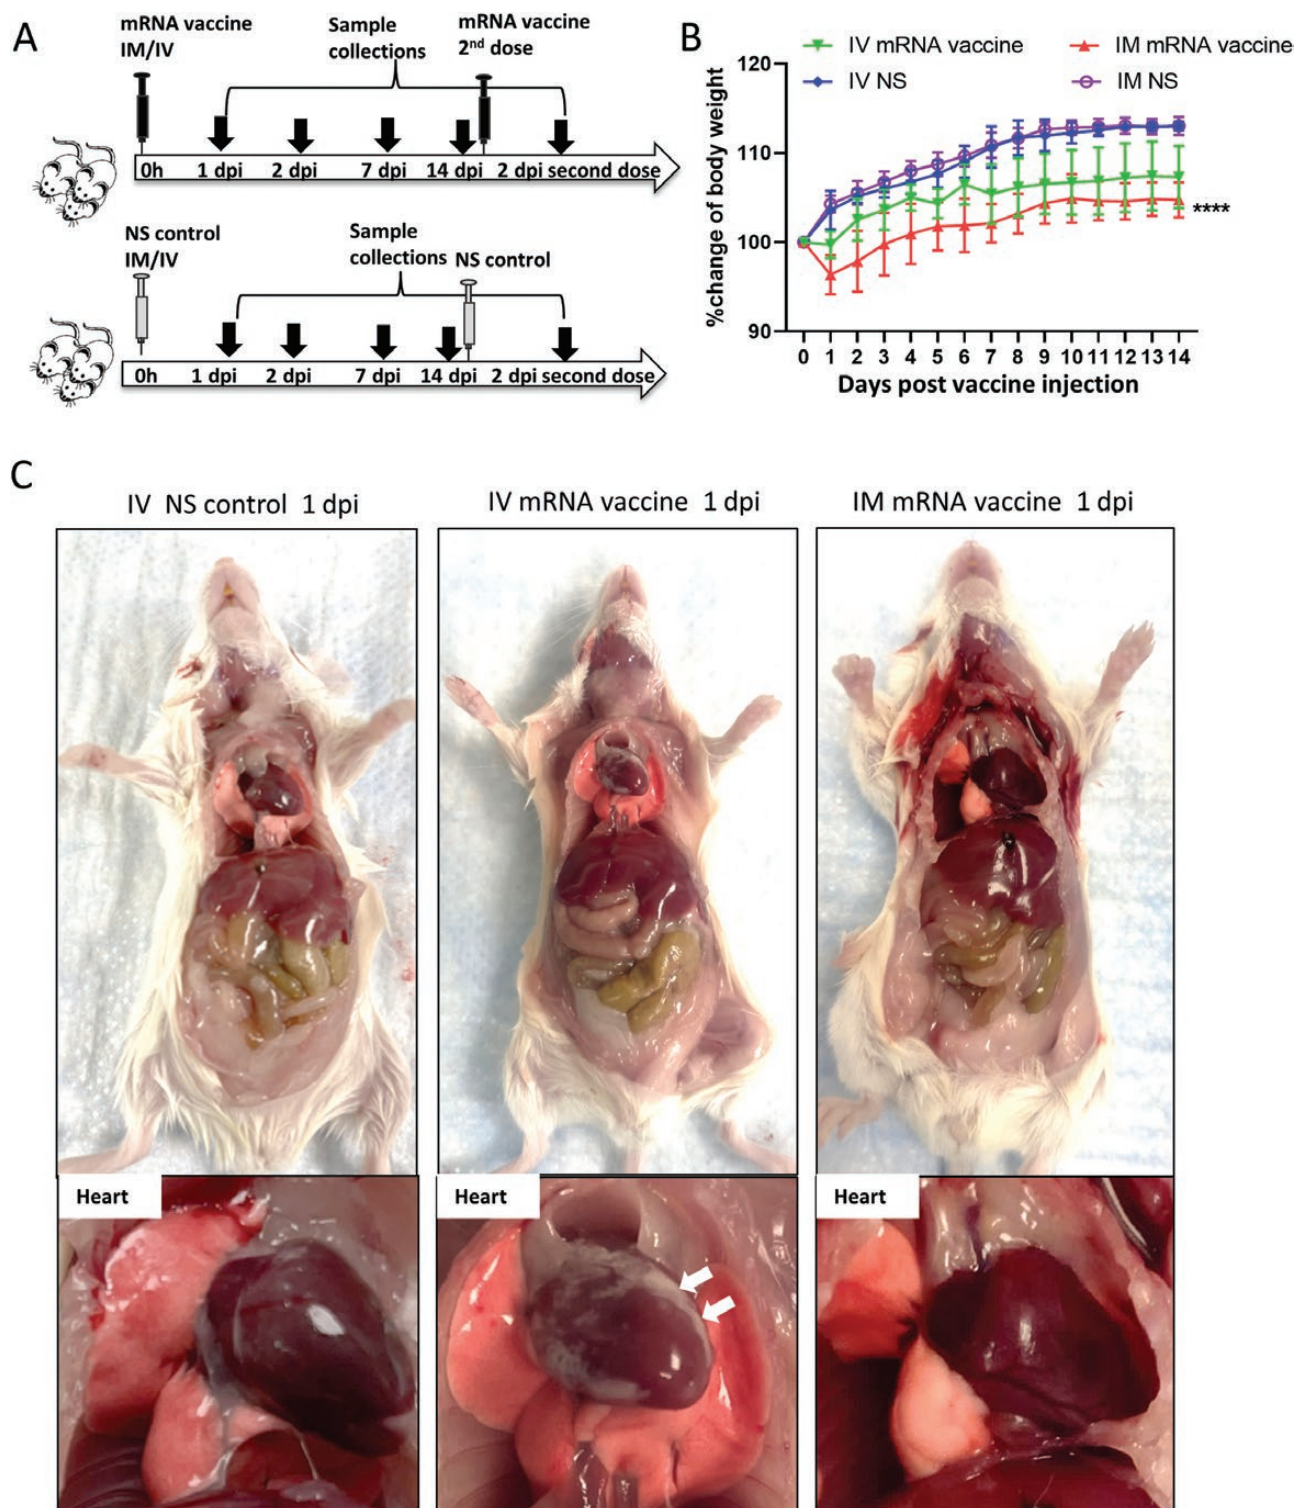 A
mRNA vaccine
IM/IV
Sample
collections
mRNA vaccine
2nd dose
0h 1 dpi 2 dpi 7 dpi 14 dpi 2 dpi second dose
NS control
IM/IV
Sample
collections
NS control
0h 1 dpi 2 dpi 7 dpi 14 dpi 2 dpi second dose
B
IV mRNA vaccine IM mRNA vaccine
IV NS IM NS
%change of body weight
120
110
100
90
****
0 1 2 3 4 5 6 7 8 9 10 11 12 13 14
Days post vaccine injection
C
IV NS control 1 dpi
IV mRNA vaccine 1 dpi
IM mRNA vaccine 1 dpi
Heart
Heart
Heart